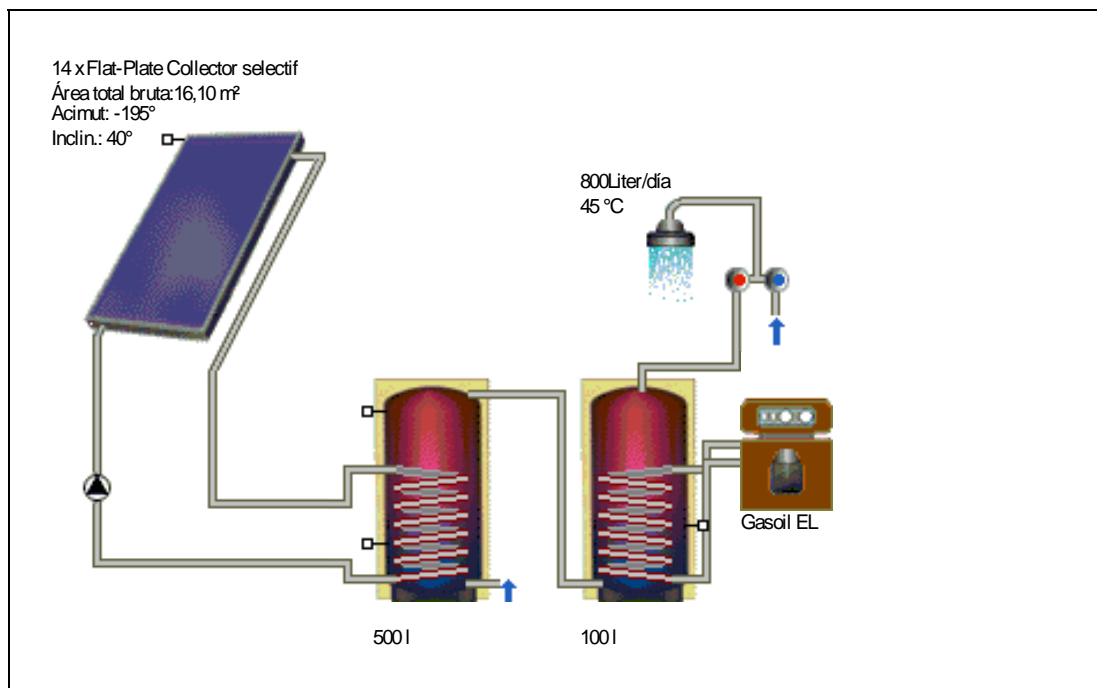 14 x Flat-Plate Collector selectif
Área total bruta:16,10 m²
Acimut: -195°
Inclin.: 40°
800Liter/día
45 °C
Gasoil EL
500 l
100 l